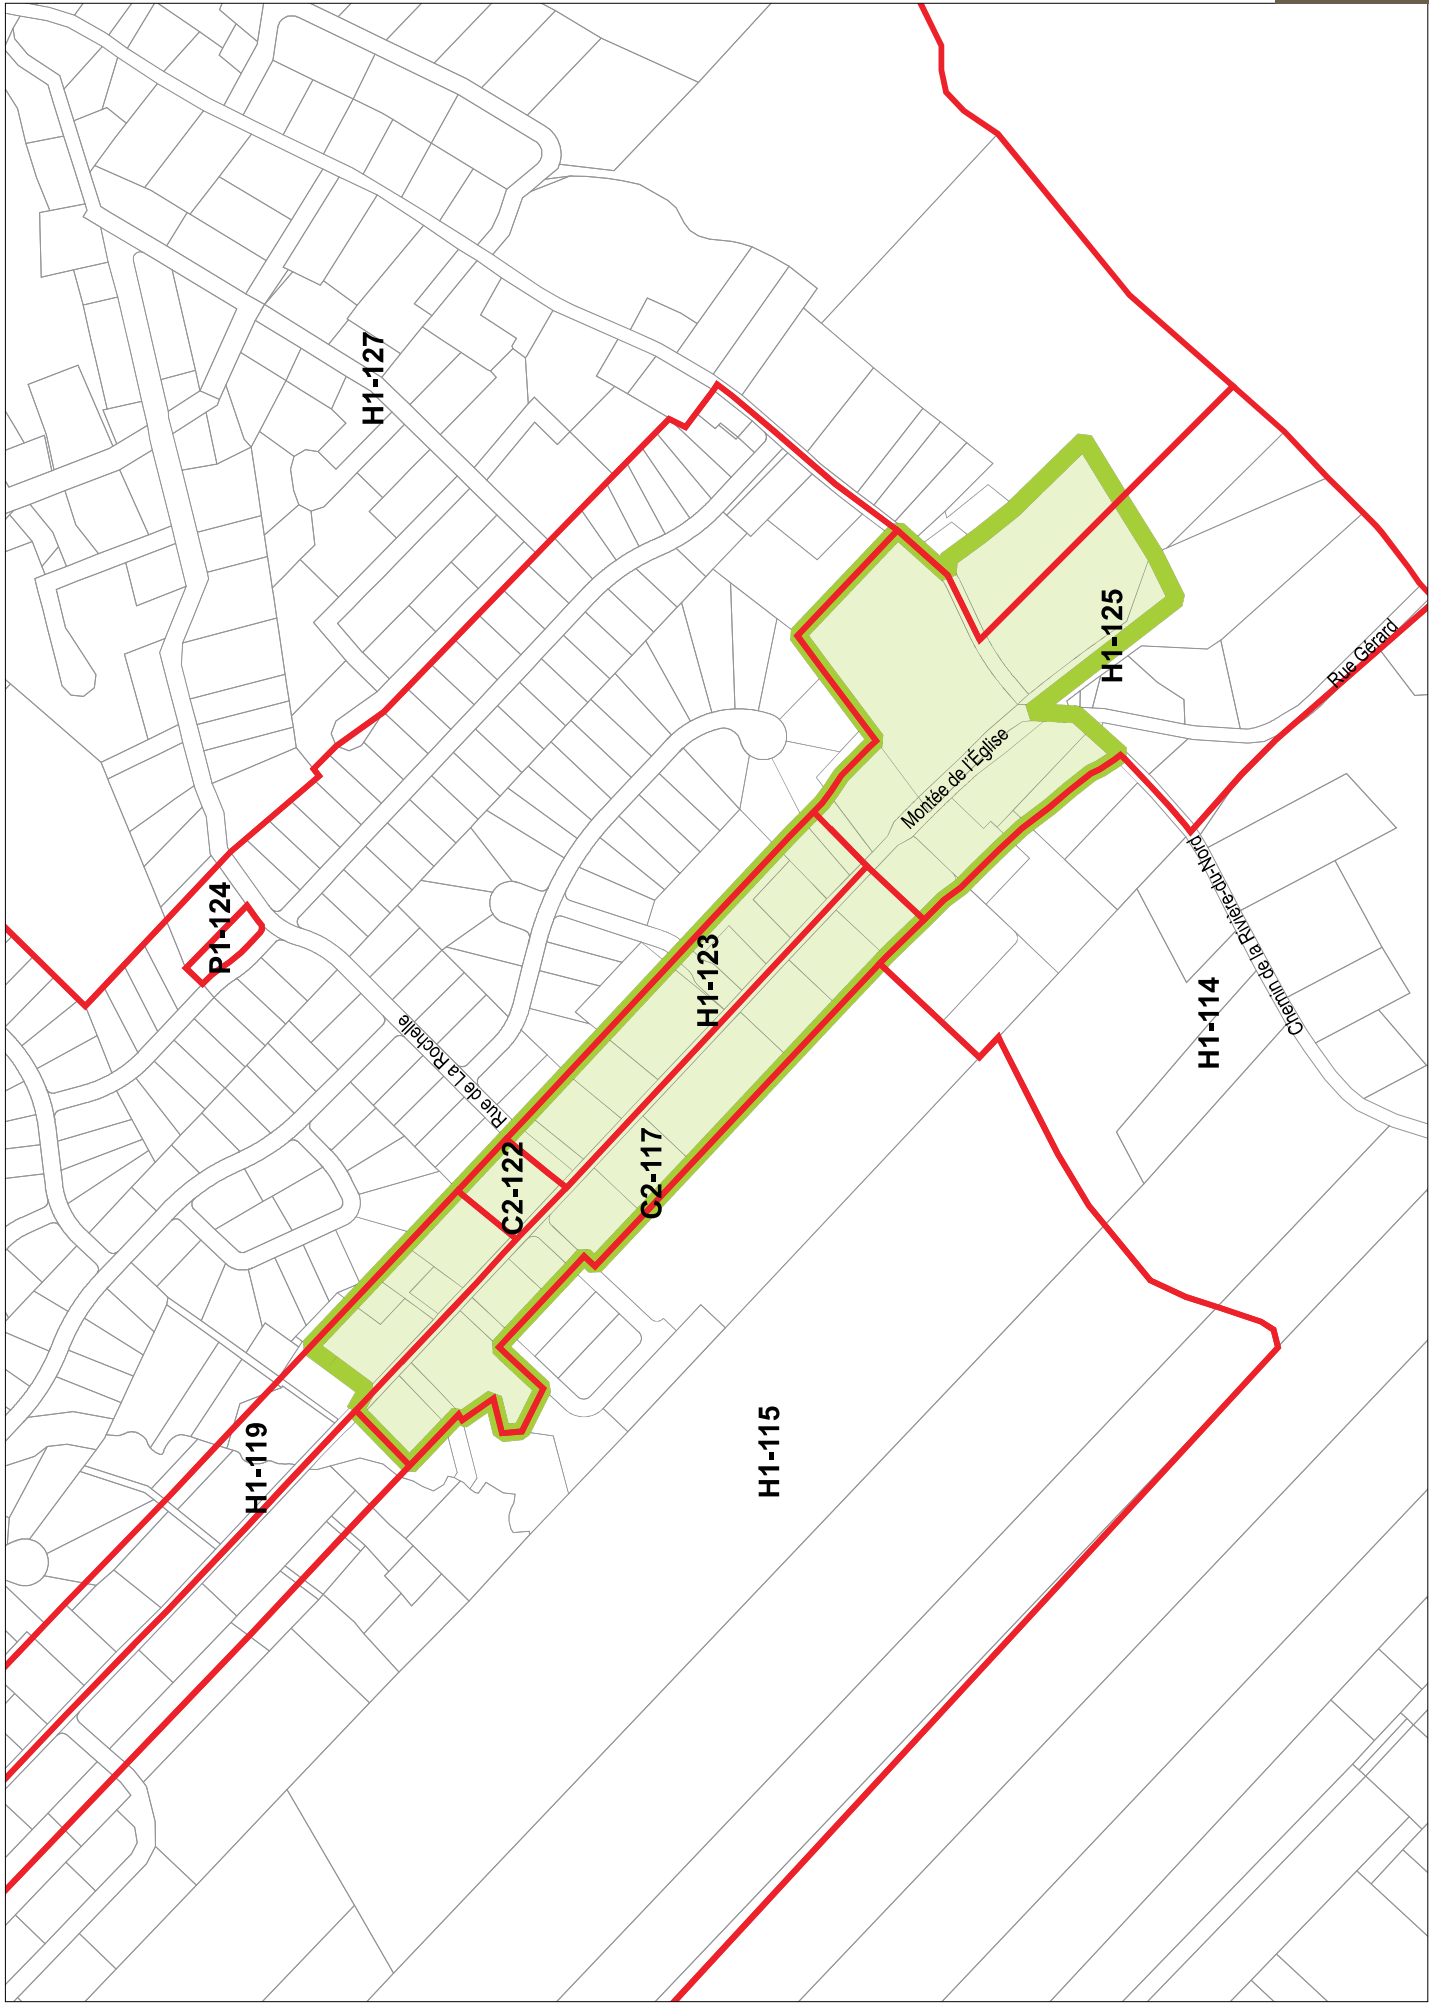 H1-127
P1-124
Rue de La Rochelle
H1-123
C2-122
C2-117
H1-119
H1-115
Montée de l'Église
H1-125
Rue Gérard
Chemin de la Rivière-du-Nord
H1-114